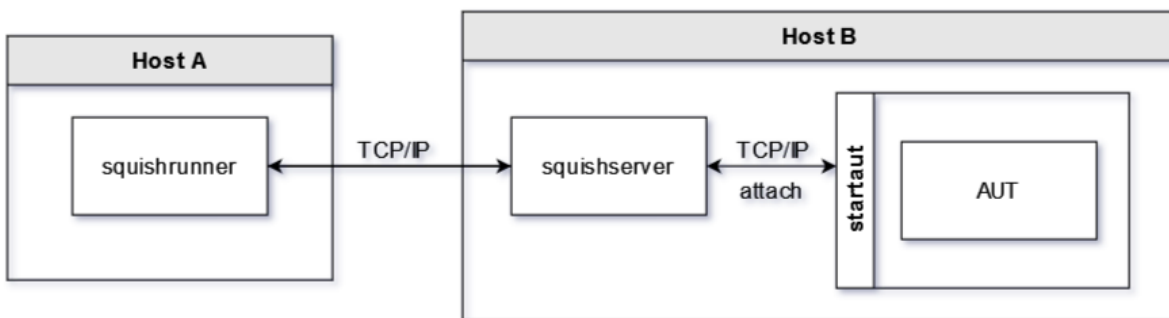 Host A
squishrunner
TCP/IP
Host B
squishserver
TCP/IP
attach
startaut
AUT